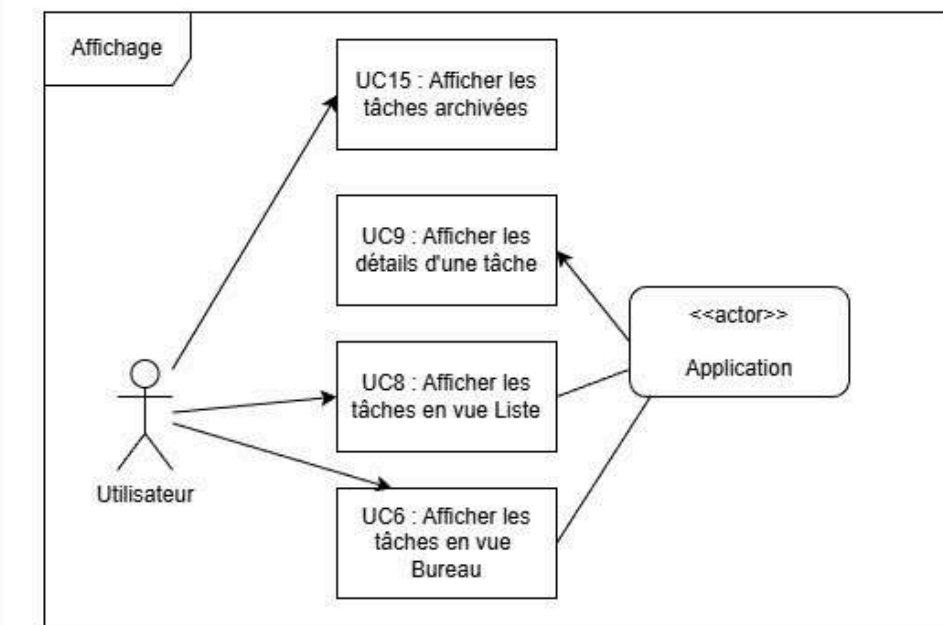 Affichage
UC15 : Afficher les
tâches archivées
UC9 : Afficher les
détails d'une tâche
<<actor>>
Application
UC8 : Afficher les
tâches en vue Liste
Utilisateur
UC6 : Afficher les
tâches en vue
Bureau